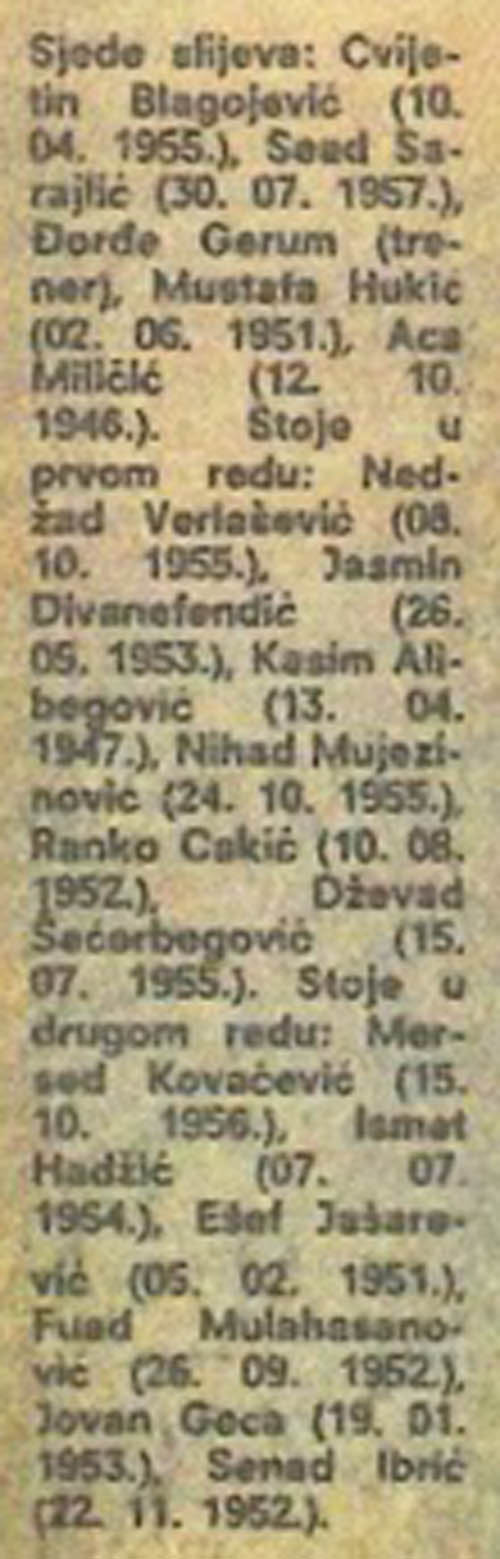 Sjede slijeva: Cvije-
tin Blagojević (10.
04. 1955.), Sead Sa-
rajlić (30. 07. 1957.),
Đorđe Gerum (tre-
ner), Mustafa Hukić
(02. 06. 1951.), Aca
Miličić (12. 10.
1946.). Stoje u
prvom redu: Ned-
žad Verlašević (08.
10. 1955.), Jasmin
Divanefendić (26.
05. 1953.), Kasim Ali-
begović (13. 04.
1947.), Nihad Mujezi-
nović (24. 10. 1955.),
Ranko Cakić (10. 08.
1952.), Dževad
Šećerbegović (15.
07. 1955.). Stoje u
drugom redu: Mer-
sed Kovačević (15.
10. 1956.), Ismet
Hadžić (07. 07.
1954.), Ešef Jašare-
vić (05. 02. 1951.),
Fuad Mulahasano-
vić (26. 09. 1952.),
Jovan Geca (19. 01.
1953.), Senad Ibrić
(22. 11. 1952.).